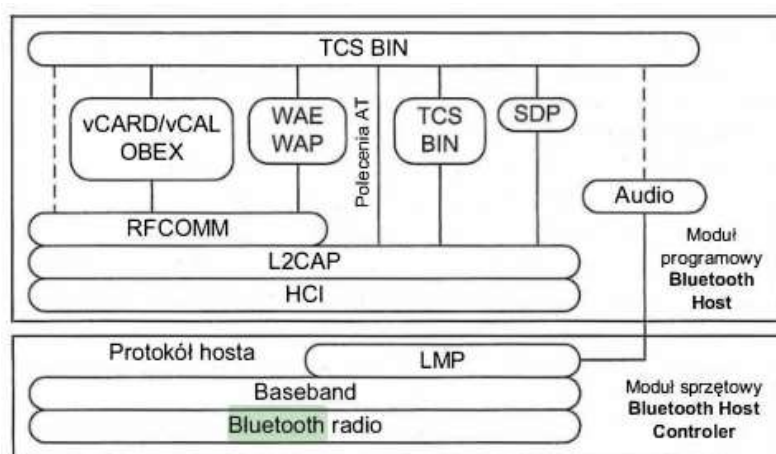 TCS BIN
vCARD/vCAL
OBEX
WAE
WAP
Polecenia AT
TCS
BIN
SDP
Audio
RFCOMM
L2CAP
HCI
Moduł
programowy
Bluetooth
Host
Protokół hosta
LMP
Baseband
Bluetooth radio
Moduł sprzętowy
Bluetooth Host
Controler